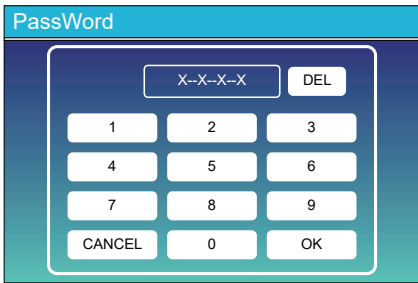 PassWord
X--X--X--X DEL
1 2 3
4 5 6
7 8 9
CANCEL 0 OK